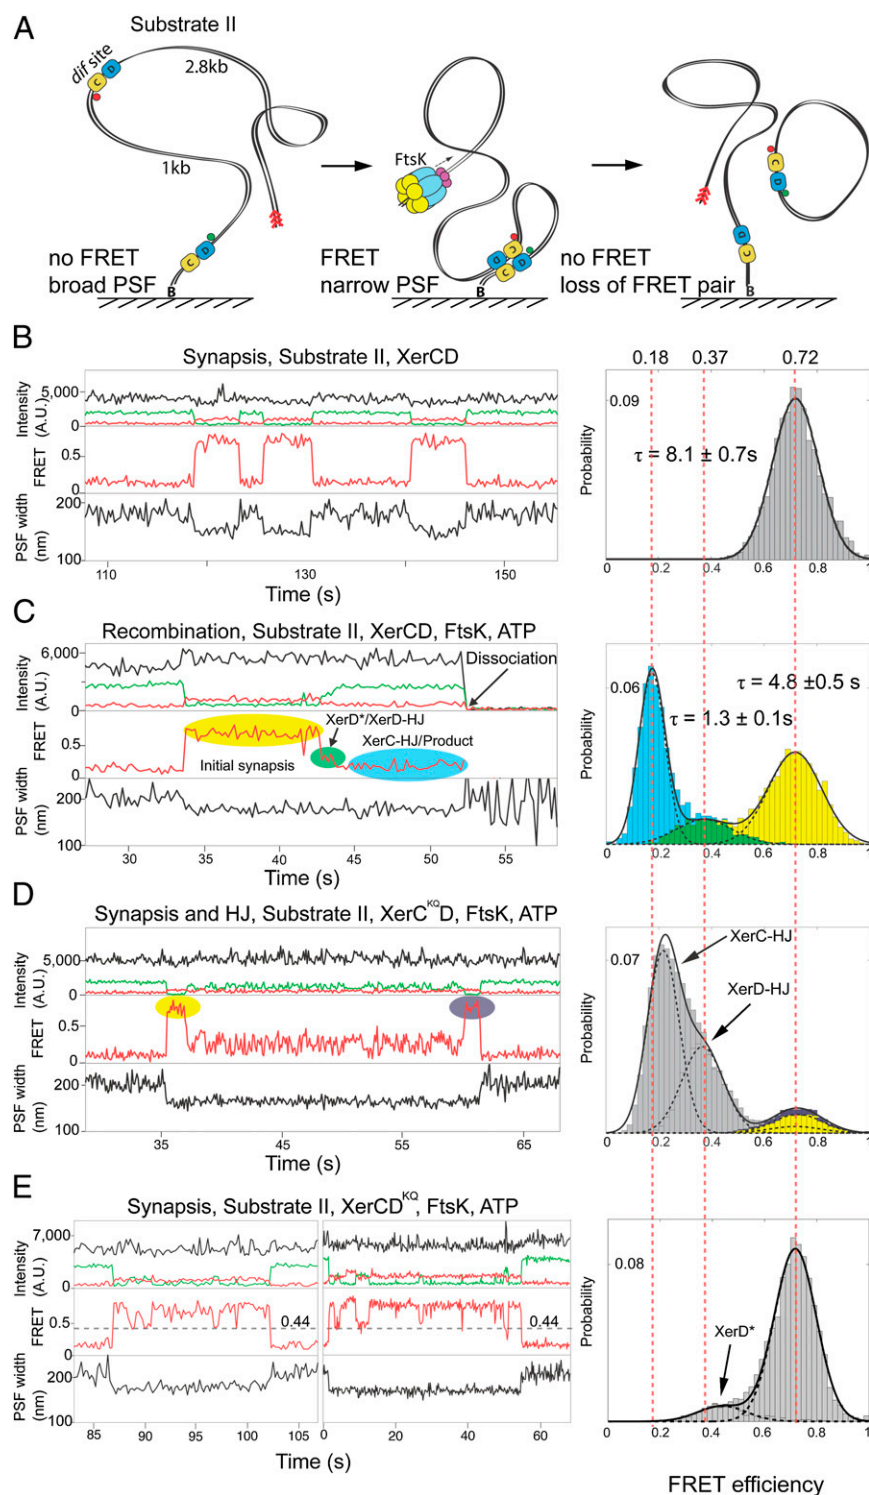 A
Substrate II
dif site
C D
2.8kb
1kb
D
C
B
no FRET
broad PSF
FtsK
C
D D
C
B
FRET
narrow PSF
C
D
D
C
B
no FRET
loss of FRET pair
B
Synapsis, Substrate II, XerCD
Intensity
(A.U.)
5,000
0
FRET
0.5
0
PSF width
(nm)
200
100
110 130 150
Time (s)
0.18 0.37 0.72
Probability
0.09
τ = 8.1 ± 0.7s
0 0.2 0.4 0.6 0.8 1
C
Recombination, Substrate II, XerCD, FtsK, ATP
Intensity
(A.U.)
6,000
0
Dissociation
FRET
0.5
0
XerD*/XerD-HJ
XerC-HJ/Product
Initial synapsis
PSF width
(nm)
200
100
30 35 40 45 50 55
Time (s)
Probability
0.06
τ = 4.8 ±0.5 s
τ = 1.3 ± 0.1s
0 0.2 0.4 0.6 0.8 1
D
Synapsis and HJ, Substrate II, XerCᴷQD, FtsK, ATP
Intensity
(A.U.)
5,000
0
FRET
0.5
0
PSF width
(nm)
200
100
35 45 55 65
Time (s)
Probability
0.07
XerC-HJ
XerD-HJ
0 0.2 0.4 0.6 0.8 1
E
Synapsis, Substrate II, XerCDᴷQ, FtsK, ATP
Intensity
(A.U.)
7,000
0
FRET
0.5
0
0.44
0.44
PSF width
(nm)
200
100
85 90 95 100 105
0 20 40 60
Time (s)
Probability
0.08
XerD*
0 0.2 0.4 0.6 0.8 1
FRET efficiency